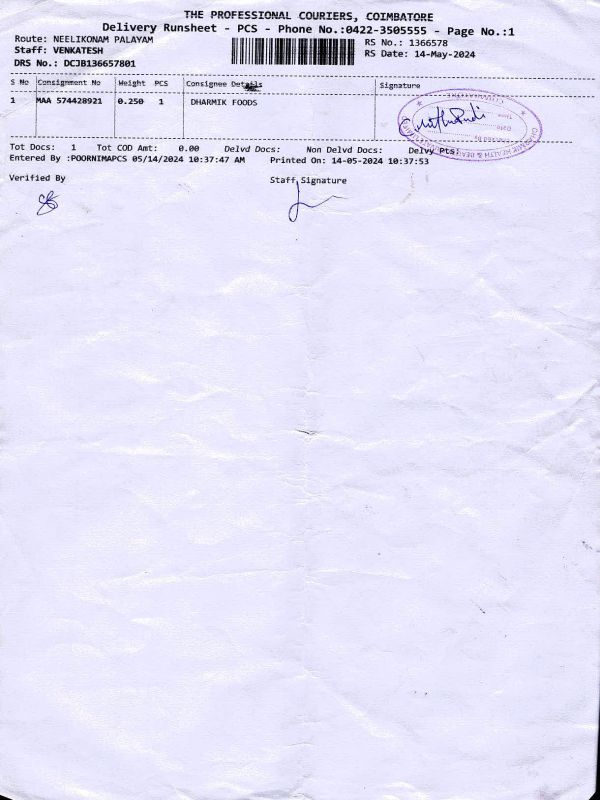 THE PROFESSIONAL COURIERS, COIMBATORE
Delivery Runsheet - PCS - Phone No.:0422-3505555 - Page No.:1
Route: NEELIKONAM PALAYAM
Staff: VENKATESH
DRS No.: DCJB136657801
RS No.: 1366578
RS Date: 14-May-2024
S No Consignment No Weight PCS Consignee Details Signature
1 MAA 574428921 0.250 1 DHARMIK FOODS
Tot Docs: 1 Tot COD Amt: 0.00 Delvd Docs: Non Delvd Docs: Delvy Pts:
Entered By :POORNIMAPCS 05/14/2024 10:37:47 AM Printed On: 14-05-2024 10:37:53
Verified By Staff Signature